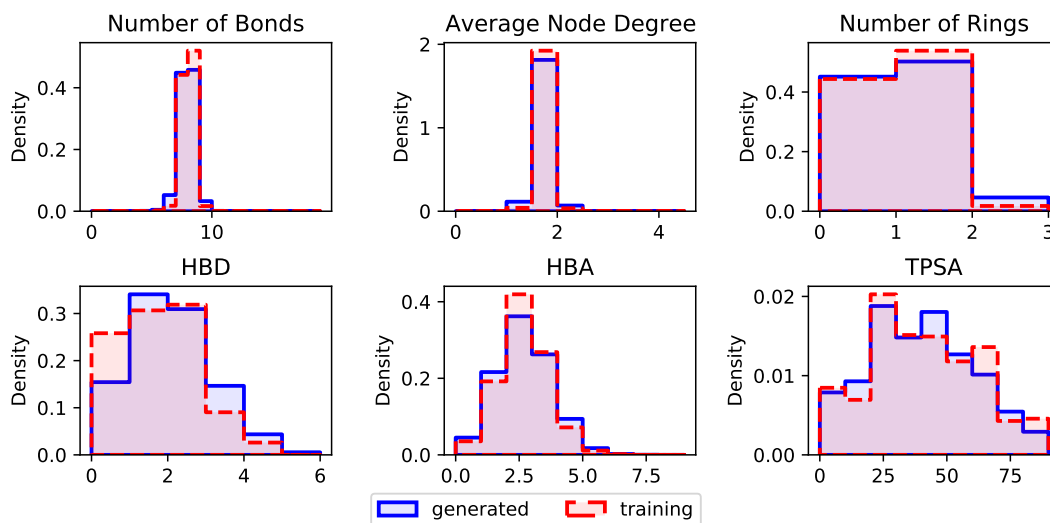 Number of Bonds
Average Node Degree
Number of Rings
Density
0.4
0.2
0.0
0
10
Density
2
1
0
0
2
4
Density
0.4
0.2
0.0
0
1
2
3
HBD
HBA
TPSA
Density
0.3
0.2
0.1
0.0
0
2
4
6
Density
0.4
0.2
0.0
0.0
2.5
5.0
7.5
Density
0.02
0.01
0.00
0
25
50
75
generated
training